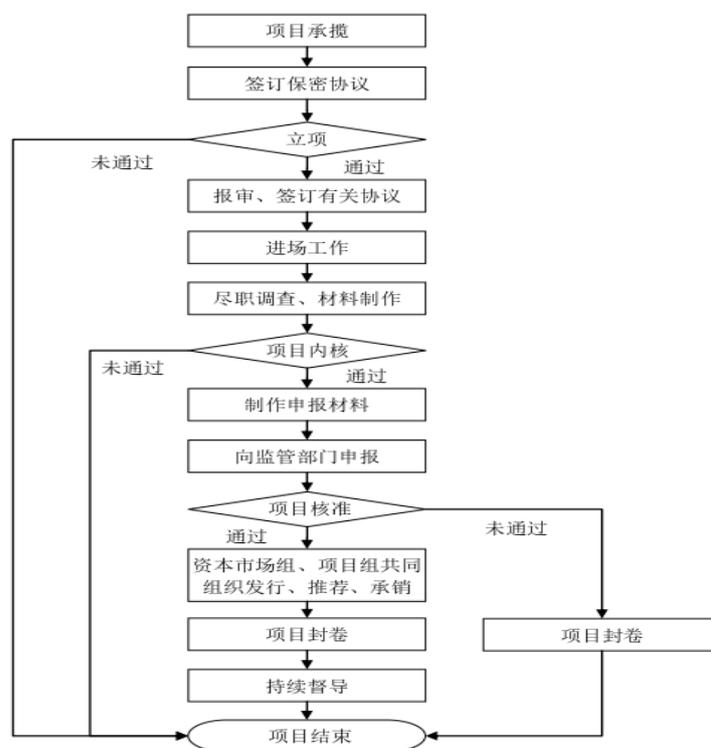 项目承揽
签订保密协议
立项
未通过
通过
报审、签订有关协议
进场工作
尽职调查、材料制作
项目内核
未通过
通过
制作申报材料
向监管部门申报
项目核准
通过
未通过
资本市场组、项目组共同
组织发行、推荐、承销
项目封卷
项目封卷
持续督导
项目结束